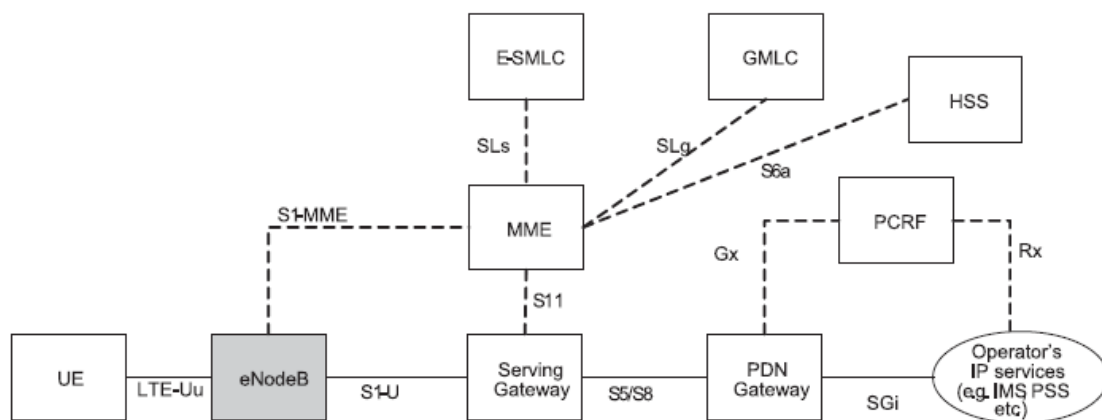 E-SMLC
GMLC
HSS
SLs
SLg
S6a
S1-MME
MME
PCRF
Gx
Rx
S11
UE
LTE-Uu
eNodeB
S1-U
Serving
Gateway
S5/S8
PDN
Gateway
SGi
Operator's
IP services
(e.g. IMS PSS
etc.)